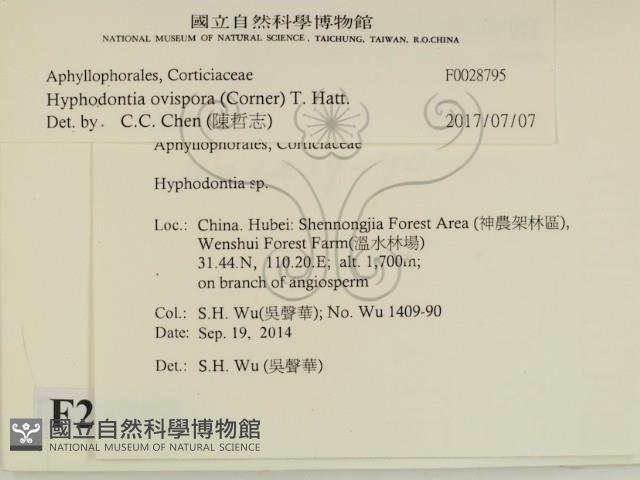 國立自然科學博物館
NATIONAL MUSEUM OF NATURAL SCIENCE, TAICHUNG, TAIWAN, R.O.CHINA
Aphyllophorales, Corticiaceae F0028795
Hyphodontia ovispora (Corner) T. Hatt.
Det. by C.C. Chen (陳哲志) 2017/07/07
Aphyllophorales, Corticiaceae
Hyphodontia sp.
Loc.: China. Hubei: Shennongjia Forest Area (神農架林區),
Wenshui Forest Farm(溫水林場)
31.44.N, 110.20.E; alt. 1,700m;
on branch of angiosperm
Col.: S.H. Wu(吳聲華); No. Wu 1409-90
Date: Sep. 19, 2014
Det.: S.H. Wu (吳聲華)
F2
國立自然科學博物館
NATIONAL MUSEUM OF NATURAL SCIENCE